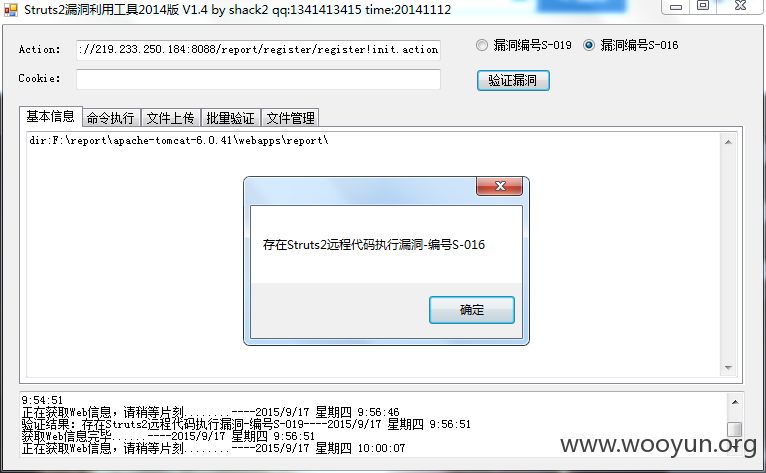 Struts2漏洞利用工具2014版 V1.4 by shack2 qq:1341413415 time:20141112
Action: ://219.233.250.184:8088/report/register/register!init.action
漏洞编号S-019 漏洞编号S-016
Cookie:
验证漏洞
基本信息 命令执行 文件上传 批量验证 文件管理
dir:F:\report\apache-tomcat-6.0.41\webapps\report\
存在Struts2远程代码执行漏洞-编号S-016
确定
9:54:51
正在获取Web信息，请稍等片刻........----2015/9/17 星期四 9:56:46
验证结果：存在Struts2远程代码执行漏洞-编号S-019----2015/9/17 星期四 9:56:51
获取Web信息完毕......----2015/9/17 星期四 9:56:51
正在获取Web信息，请稍等片刻........----2015/9/17 星期四 10:00:07
www.wooyun.org